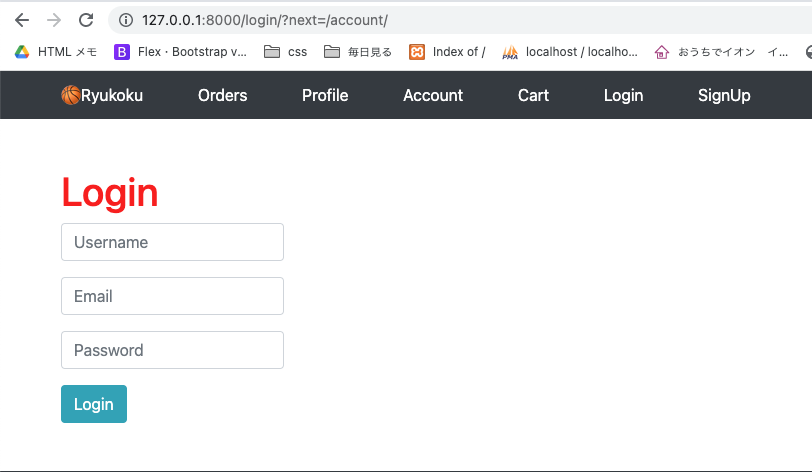 127.0.0.1:8000/login/?next=/account/
HTML メモ B Flex · Bootstrap v... css 毎日見る Index of / PMA localhost / localho... おうちでイオン イ...
Ryukoku Orders Profile Account Cart Login SignUp
Login
Username
Email
Password
Login